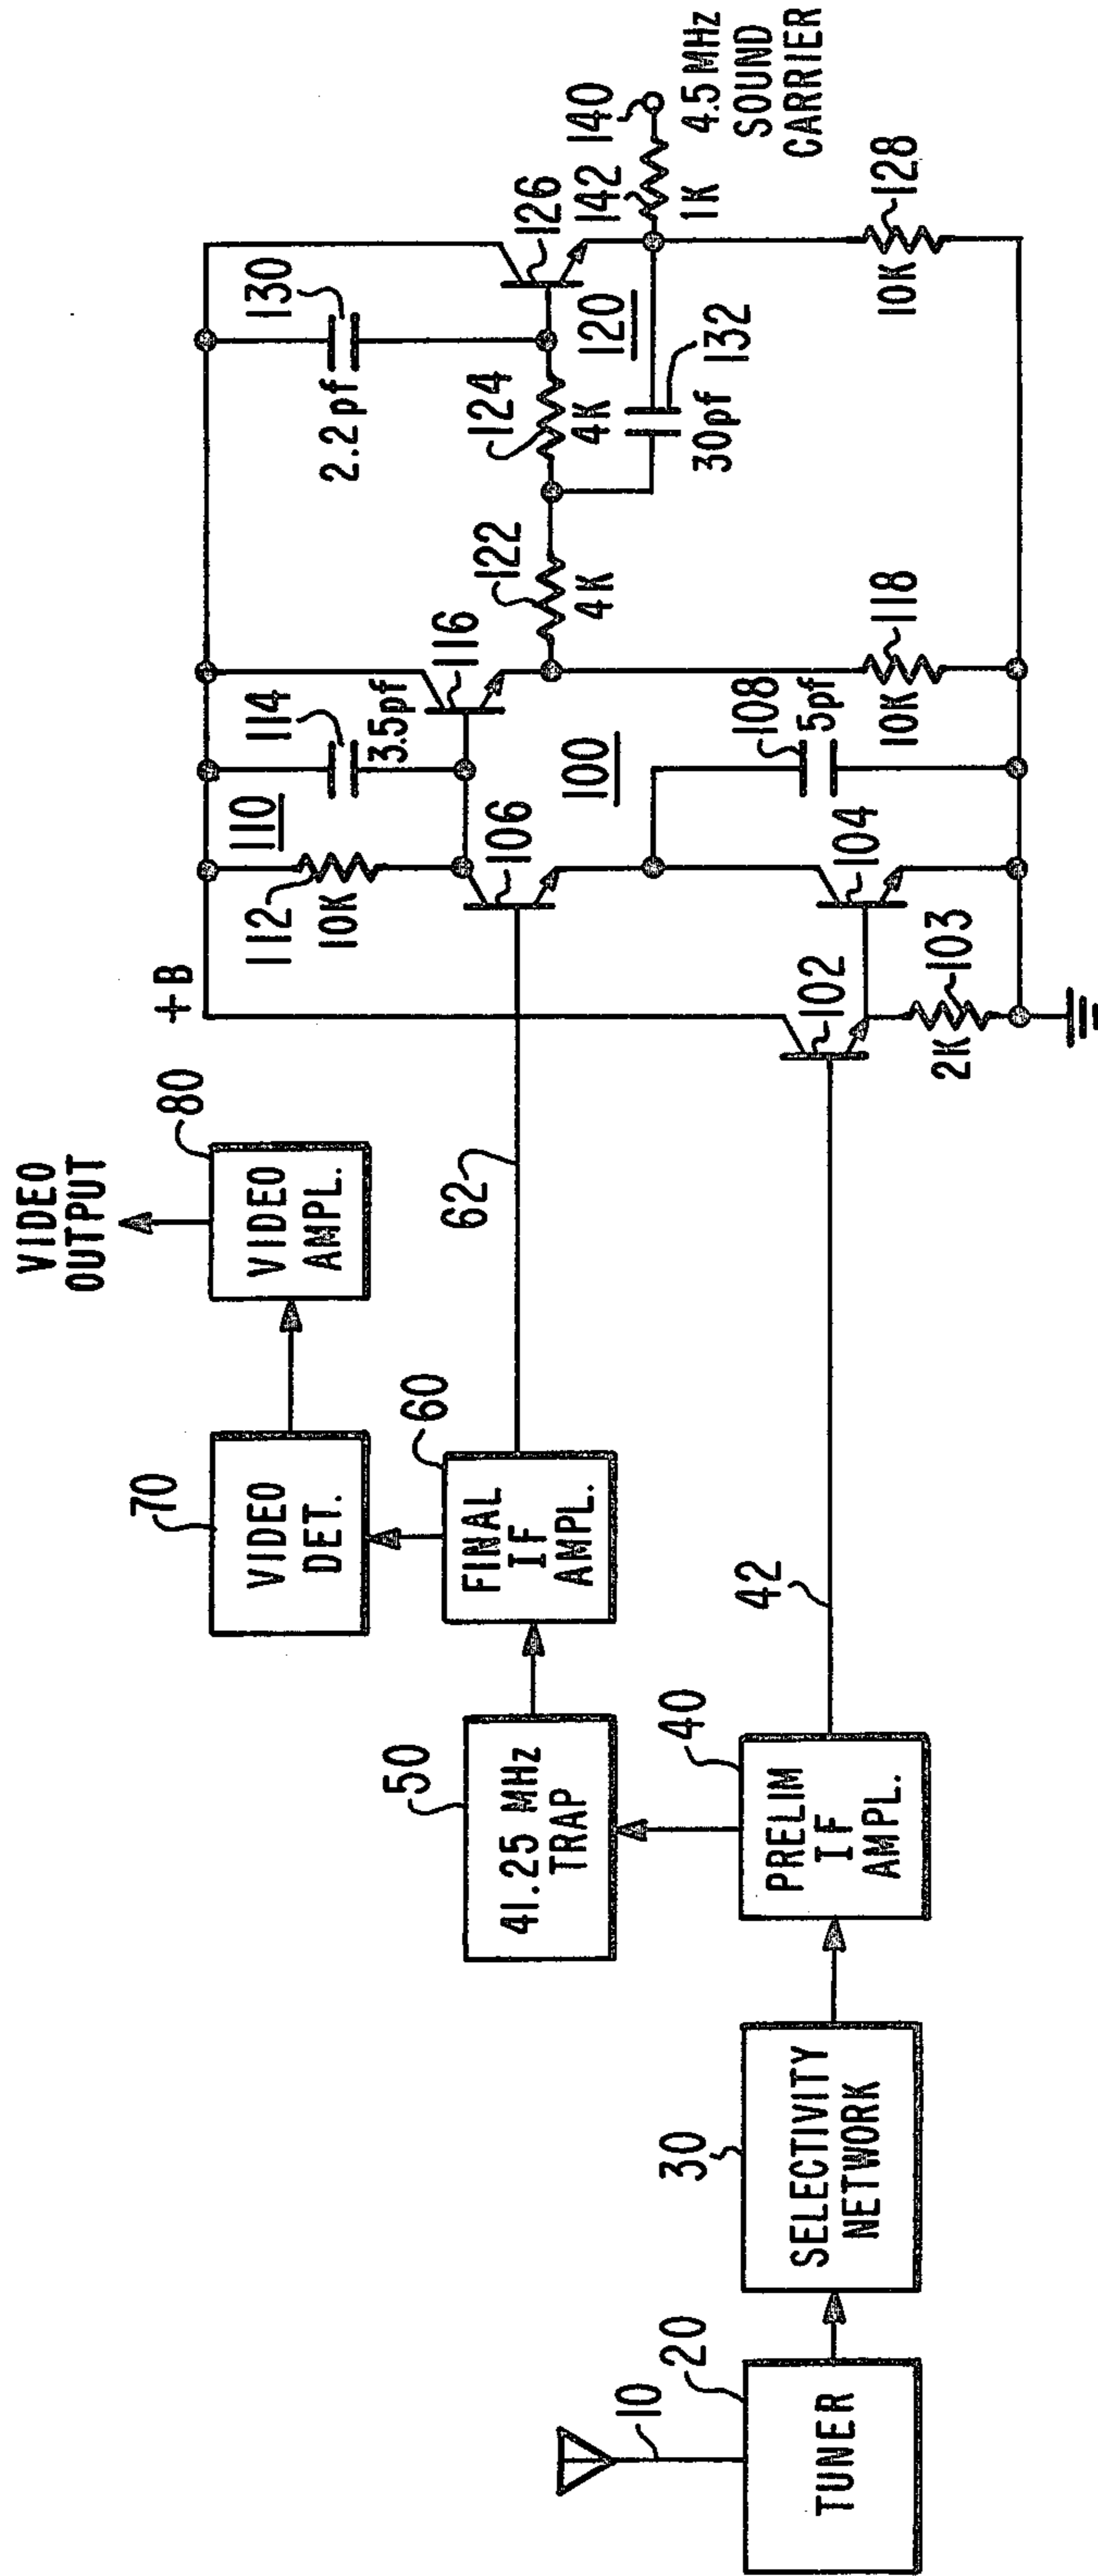 VIDEO
OUTPUT
80
VIDEO
AMPL.
70
VIDEO
DET.
60
FINAL
IF
AMPL.
62
50
41.25 MHz
TRAP
40
PRELIM
IF
AMPL.
42
30
SELECTIVITY
NETWORK
10
20
TUNER
+B
112
10K
110
114
3.5pf
116
106
100
102
104
103
2K
108
5pf
118
10K
122
4K
124
4K
130
2.2pf
126
120
132
30pf
142
1K
140
4.5 MHz
SOUND
CARRIER
128
10K